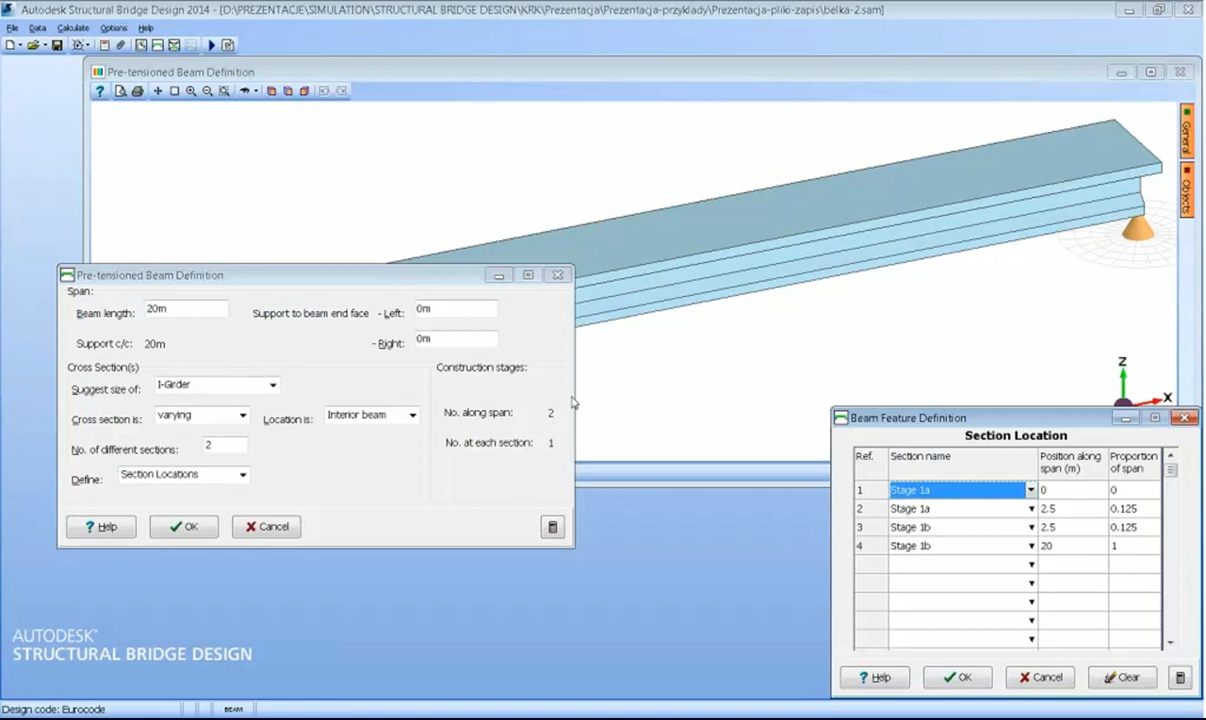 Autodesk Structural Bridge Design 2014 - [D:\PREZENTACJE\SIMULATION\STRUCTURAL BRIDGE DESIGN\KRK\Prezentacja\Prezentacja-przyklady\Prezentacja-pliki-zapis\belka-2.sam]
File Data Calculate Options Help
Pre-tensioned Beam Definition
General
Objects
Z
X
Pre-tensioned Beam Definition
Span:
Beam length: 20m Support to beam end face - Left: 0m
Support c/c: 20m - Right: 0m
Cross Section(s) Construction stages:
Suggest size of: I-Girder
Cross section is: varying Location is: Interior beam No. along span: 2
No. of different sections: 2 No. at each section: 1
Define: Section Locations
? Help OK Cancel
Beam Feature Definition
Section Location
Ref. Section name Position along span (m) Proportion of span
1 Stage 1a 0 0
2 Stage 1a 2.5 0.125
3 Stage 1b 2.5 0.125
4 Stage 1b 20 1
? Help OK Cancel Clear
AUTODESK®
STRUCTURAL BRIDGE DESIGN
Design code: Eurocode BEAM